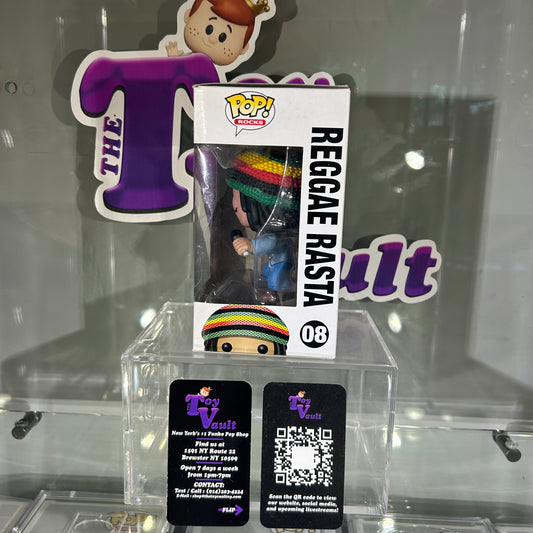 THE
Toy
Vault
POP!
ROCKS
REGGAE RASTA
08
Toy
Vault
New York's #1 Funko Pop Shop
Find us at
1591 NY Route 22
Brewster NY 10509
Open 7 days a week
from 1pm-7pm
CONTACT:
FLIP
Toy
Vault
Scan the QR code to view
our website, social media,
and upcoming livestreams!